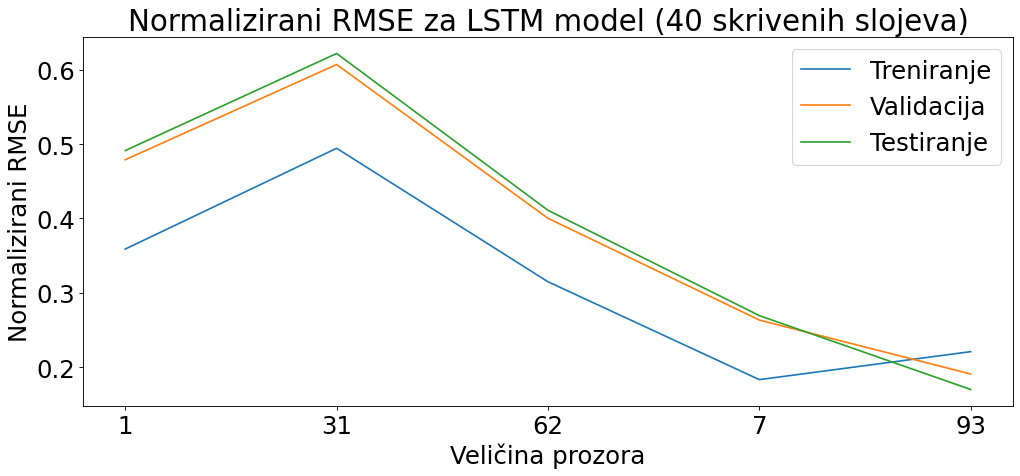 Normalizirani RMSE za LSTM model (40 skrivenih slojeva)
Normalizirani RMSE
0.6
0.5
0.4
0.3
0.2
Treniranje
Validacija
Testiranje
1 31 62 7 93
Veličina prozora